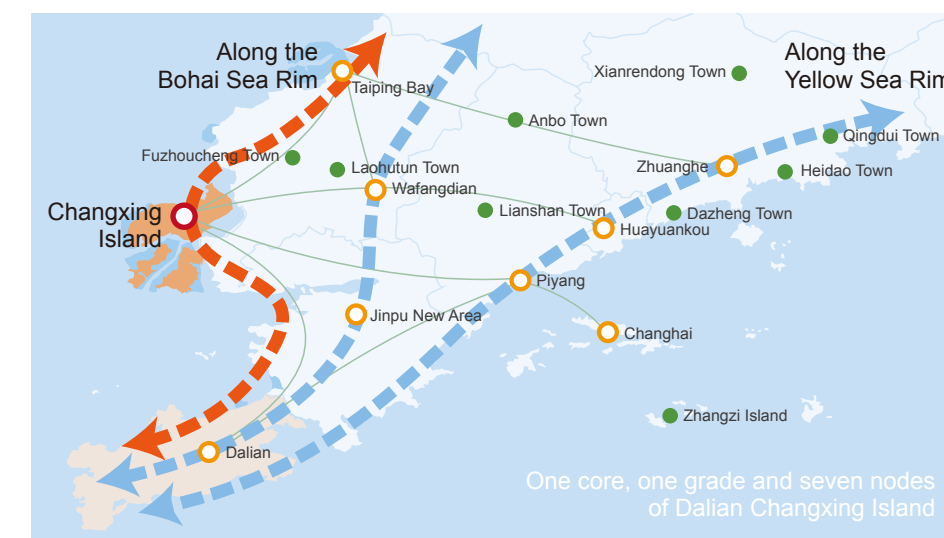 Along the
Bohai Sea Rim
Along the
Yellow Sea Rim
Xianrendong Town
Taiping Bay
Anbo Town
Qingdui Town
Fuzhoucheng Town
Laohutun Town
Zhuanghe
Heidao Town
Wafangdian
Changxing
Island
Lianshan Town
Dazheng Town
Huayuankou
Piyang
Jinpu New Area
Changhai
Zhangzi Island
Dalian
One core, one grade and seven nodes
of Dalian Changxing Island